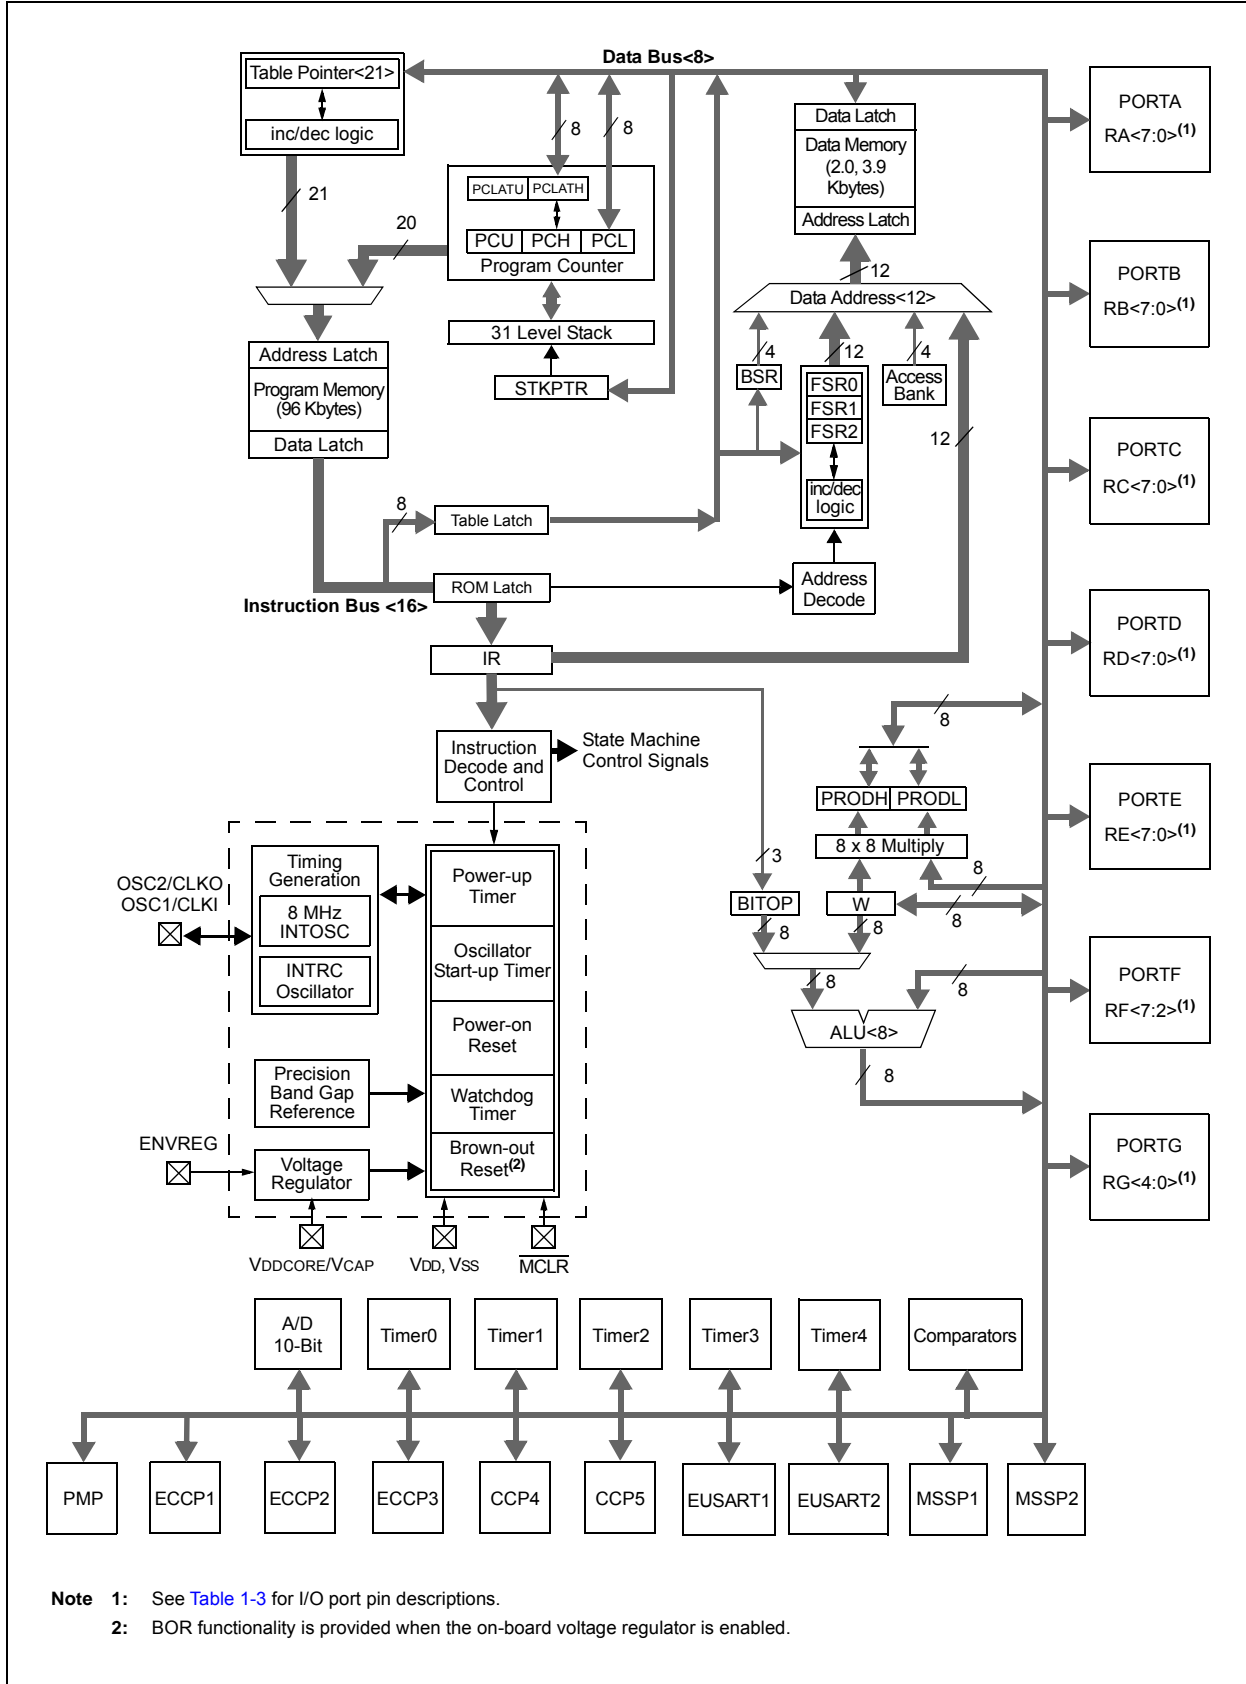 Data Bus<8>
Table Pointer<21>
inc/dec logic
21
8
8
PCLATU
PCLATH
20
PCU
PCH
PCL
Program Counter
31 Level Stack
STKPTR
Address Latch
Program Memory
(96 Kbytes)
Data Latch
8
Table Latch
ROM Latch
Instruction Bus <16>
IR
Data Latch
Data Memory
(2.0, 3.9
Kbytes)
Address Latch
12
Data Address<12>
4
12
4
BSR
FSR0
FSR1
FSR2
inc/dec
logic
Access
Bank
12
Address
Decode
Instruction
Decode and
Control
State Machine
Control Signals
8
PRODH
PRODL
8 x 8 Multiply
3
8
BITOP
W
8
8
8
8
8
ALU<8>
8
OSC2/CLKO
OSC1/CLKI
Timing
Generation
8 MHz
INTOSC
INTRC
Oscillator
Power-up
Timer
Oscillator
Start-up Timer
Power-on
Reset
Precision
Band Gap
Reference
Watchdog
Timer
ENVREG
Voltage
Regulator
Brown-out
Reset(2)
VDDCORE/VCAP
VDD, VSS
MCLR
PORTA
RA<7:0>(1)
PORTB
RB<7:0>(1)
PORTC
RC<7:0>(1)
PORTD
RD<7:0>(1)
PORTE
RE<7:0>(1)
PORTF
RF<7:2>(1)
PORTG
RG<4:0>(1)
A/D
10-Bit
Timer0
Timer1
Timer2
Timer3
Timer4
Comparators
PMP
ECCP1
ECCP2
ECCP3
CCP4
CCP5
EUSART1
EUSART2
MSSP1
MSSP2
Note 1: See Table 1-3 for I/O port pin descriptions.
2: BOR functionality is provided when the on-board voltage regulator is enabled.